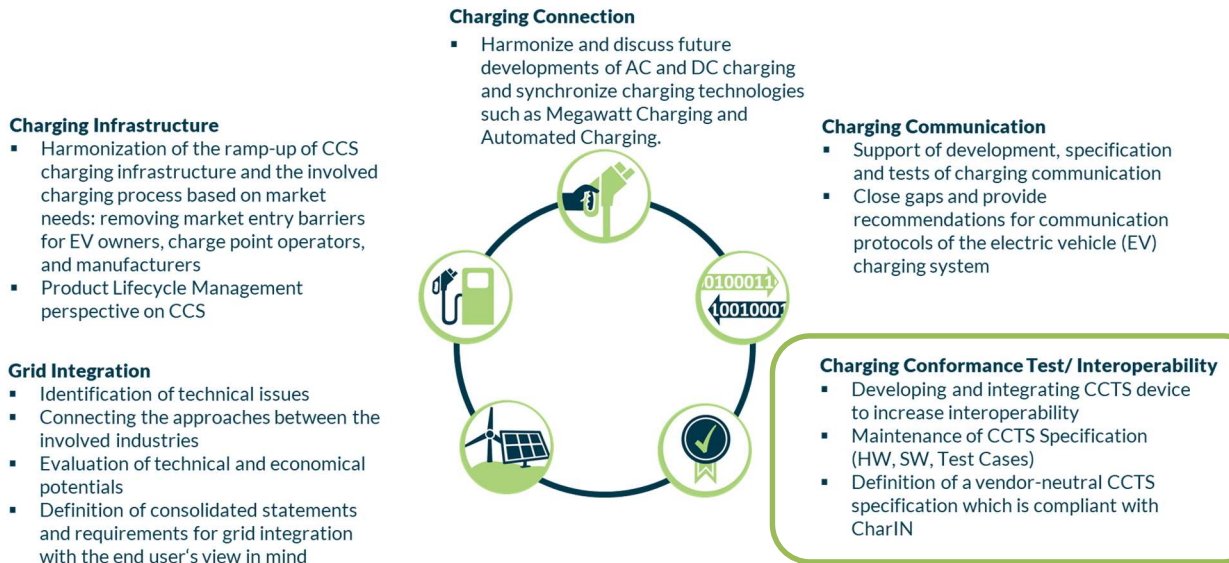 Charging Connection
▪ Harmonize and discuss future
developments of AC and DC charging
and synchronize charging technologies
such as Megawatt Charging and
Automated Charging.
Charging Infrastructure
▪ Harmonization of the ramp-up of CCS
charging infrastructure and the involved
charging process based on market
needs: removing market entry barriers
for EV owners, charge point operators,
and manufacturers
▪ Product Lifecycle Management
perspective on CCS
Charging Communication
▪ Support of development, specification
and tests of charging communication
▪ Close gaps and provide
recommendations for communication
protocols of the electric vehicle (EV)
charging system
0100011
10010001
Grid Integration
▪ Identification of technical issues
▪ Connecting the approaches between the
involved industries
▪ Evaluation of technical and economical
potentials
▪ Definition of consolidated statements
and requirements for grid integration
with the end user‘s view in mind
Charging Conformance Test/ Interoperability
▪ Developing and integrating CCTS device
to increase interoperability
▪ Maintenance of CCTS Specification
(HW, SW, Test Cases)
▪ Definition of a vendor-neutral CCTS
specification which is compliant with
CharIN